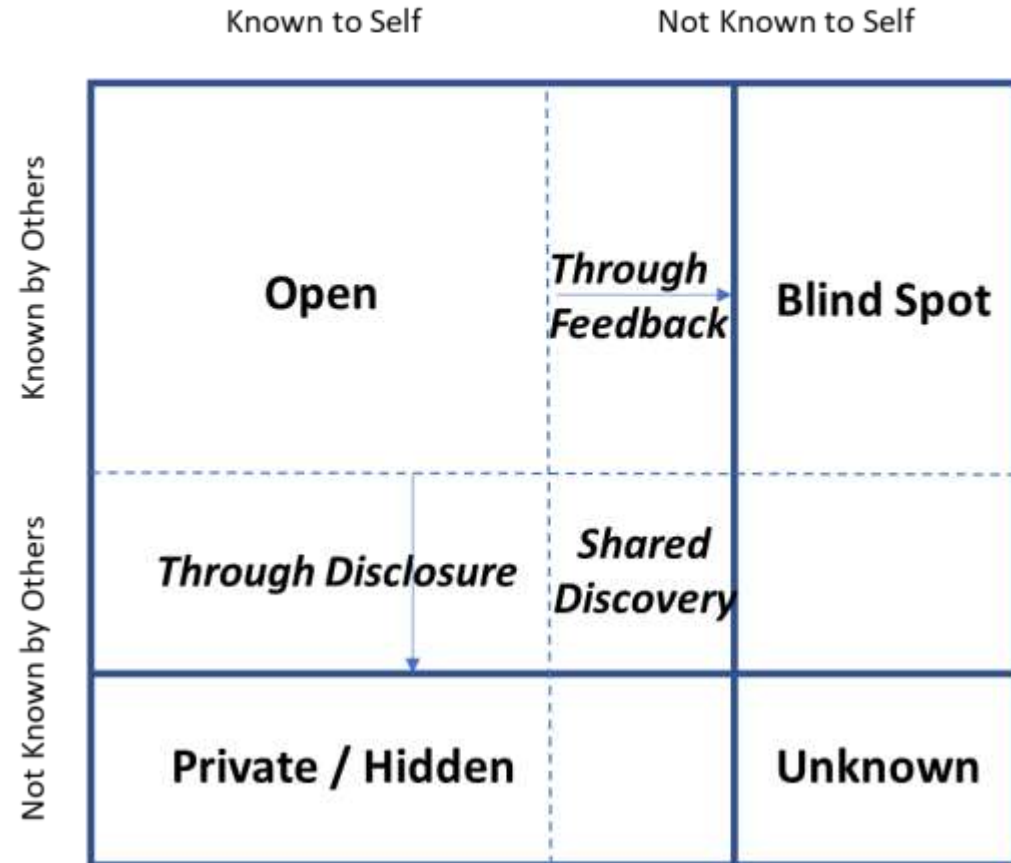 Known to Self
Not Known to Self
Known by Others
Open
Through
Feedback
Blind Spot
Not Known by Others
Through Disclosure
Shared
Discovery
Private / Hidden
Unknown